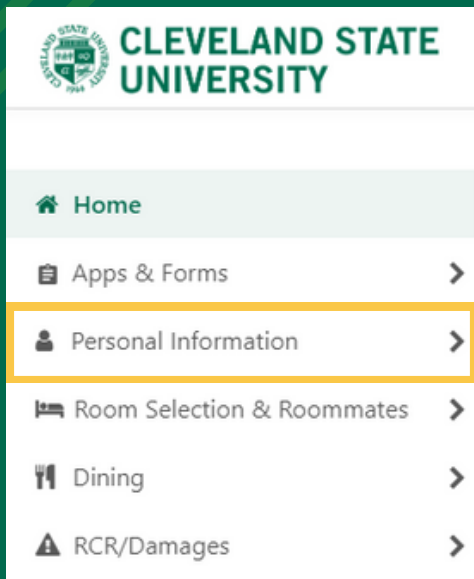 CLEVELAND STATE
UNIVERSITY
Home
Apps & Forms
Personal Information
Room Selection & Roommates
Dining
RCR/Damages